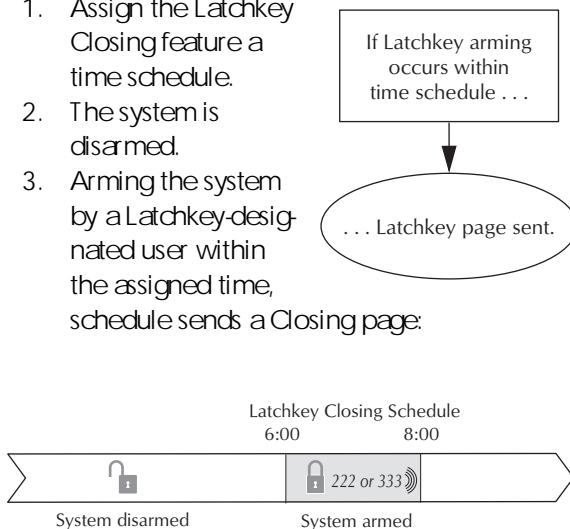 1. Assign the Latchkey
Closing feature a
time schedule.
2. The system is
disarmed.
3. Arming the system
by a Latchkey-desig-
nated user within
the assigned time,
schedule sends a Closing page:
If Latchkey arming
occurs within
time schedule . . .
. . . Latchkey page sent.
Latchkey Closing Schedule
6:00 8:00
222 or 333
System disarmed System armed